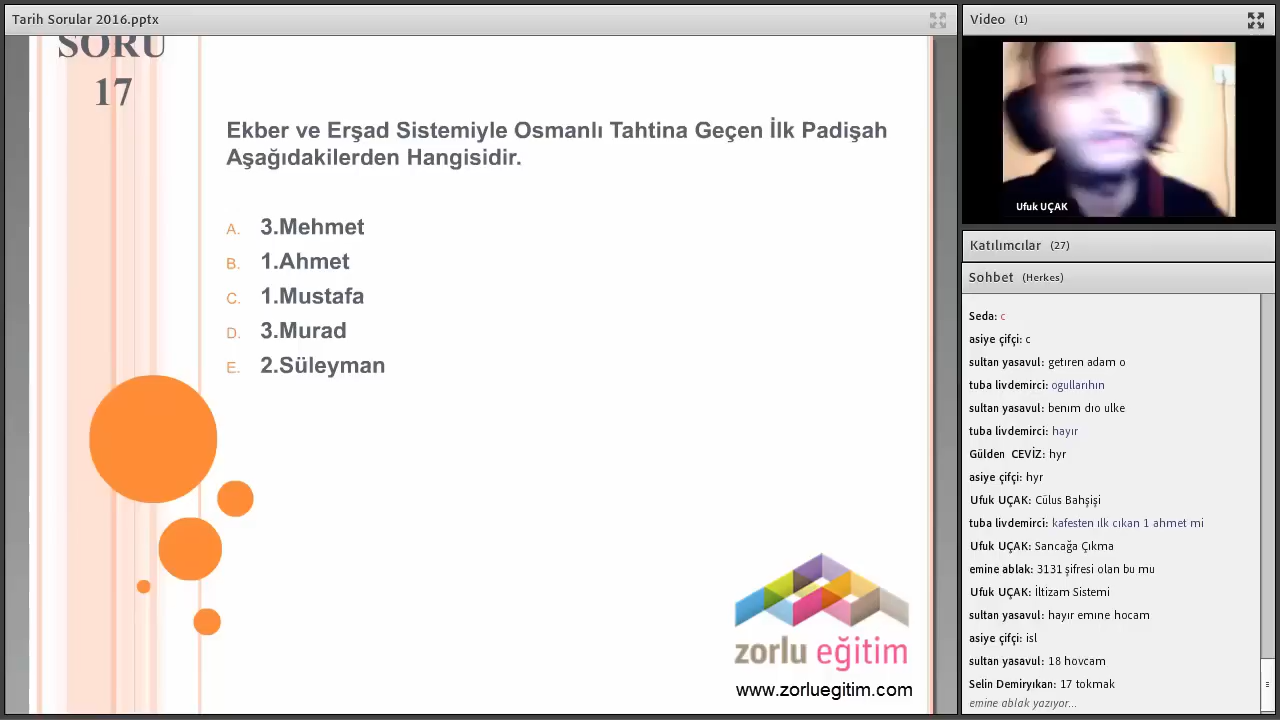 Tarih Sorular 2016.pptx
SORU
17
Ekber ve Erşad Sistemiyle Osmanlı Tahtina Geçen İlk Padişah
Aşağıdakilerden Hangisidir.
A. 3.Mehmet
B. 1.Ahmet
C. 1.Mustafa
D. 3.Murad
E. 2.Süleyman
zorlu eğitim
www.zorluegitim.com
Video (1)
Ufuk UÇAK
Katılımcılar (27)
Sohbet (Herkes)
Seda: c
asiye çifçi: c
sultan yasavul: getıren adam o
tuba livdemirci: ogullarıhın
sultan yasavul: benım dıo ulke
tuba livdemirci: hayır
Gülden CEVİZ: hyr
asiye çifçi: hyr
Ufuk UÇAK: Cülus Bahşişi
tuba livdemirci: kafesten ılk cıkan 1 ahmet mi
Ufuk UÇAK: Sancağa Çıkma
emine ablak: 3131 şifresi olan bu mu
Ufuk UÇAK: İltizam Sistemi
sultan yasavul: hayır emıne hocam
asiye çifçi: isl
sultan yasavul: 18 hovcam
Selin Demiryıkan: 17 tokmak
emine ablak yazıyor...